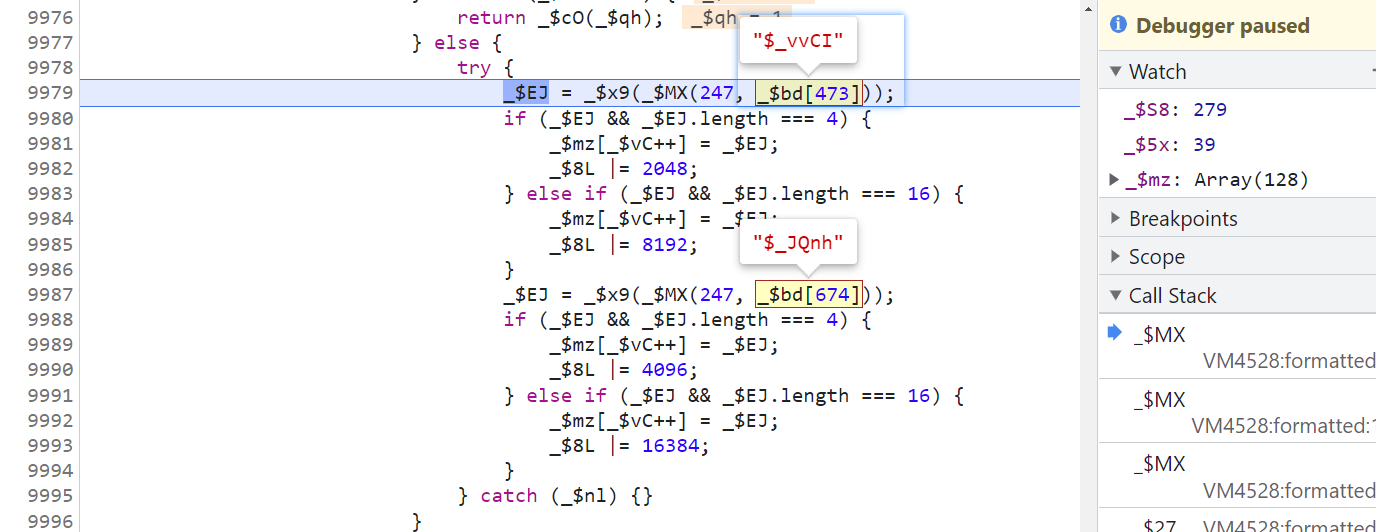 9976 return _$cO(_$qh); _$qh = 1
9977 } else {
9978 try {
9979 _$EJ = _$x9(_$MX(247, _$bd[473]));
"$_vvCI"
9980 if (_$EJ && _$EJ.length === 4) {
9981 _$mz[_$vC++] = _$EJ;
9982 _$8L |= 2048;
9983 } else if (_$EJ && _$EJ.length === 16) {
9984 _$mz[_$vC++] = _$EJ;
9985 _$8L |= 8192;
"$_JQnh"
9986 }
9987 _$EJ = _$x9(_$MX(247, _$bd[674]));
9988 if (_$EJ && _$EJ.length === 4) {
9989 _$mz[_$vC++] = _$EJ;
9990 _$8L |= 4096;
9991 } else if (_$EJ && _$EJ.length === 16) {
9992 _$mz[_$vC++] = _$EJ;
9993 _$8L |= 16384;
9994 }
9995 } catch (_$nl) {}
9996 }
Debugger paused
Watch
_$S8: 279
_$5x: 39
_$mz: Array(128)
Breakpoints
Scope
Call Stack
_$MX
VM4528:formatted
_$MX
VM4528:formatted:1
_$MX
VM4528:formatted
_$27
VM4528:formatted